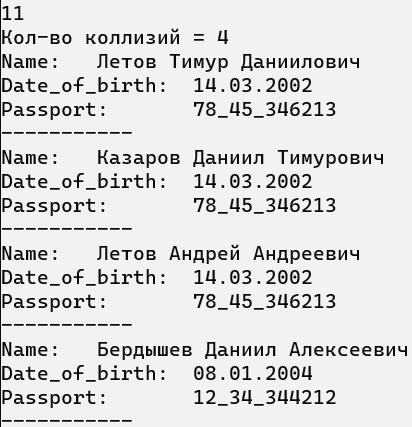 11
Кол-во коллизий = 4
Name:   Летов Тимур Даниилович
Date_of_birth:  14.03.2002
Passport:       78_45_346213
-----------
Name:   Казаров Даниил Тимурович
Date_of_birth:  14.03.2002
Passport:       78_45_346213
-----------
Name:   Летов Андрей Андреевич
Date_of_birth:  14.03.2002
Passport:       78_45_346213
-----------
Name:   Бердышев Даниил Алексеевич
Date_of_birth:  08.01.2004
Passport:       12_34_344212
-----------